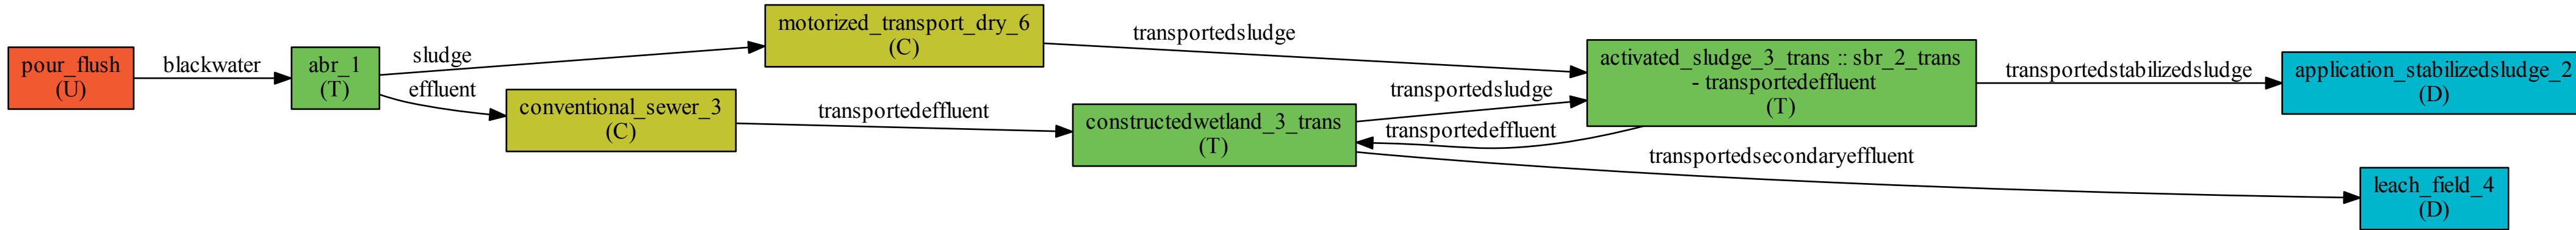 pour_flush
(U)
blackwater
abr_1
(T)
sludge
effluent
motorized_transport_dry_6
(C)
conventional_sewer_3
(C)
transportedsludge
transportedeffluent
constructedwetland_3_trans
(T)
transportedsludge
transportedeffluent
activated_sludge_3_trans :: sbr_2_trans
- transportedeffluent
(T)
transportedsecondaryeffluent
transportedstabilizedsludge
application_stabilizedsludge_2
(D)
leach_field_4
(D)